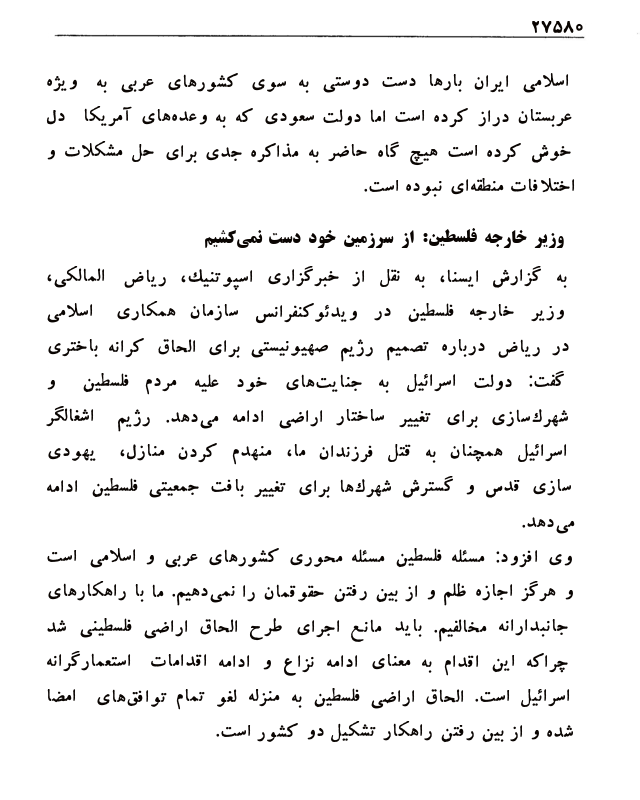 ۲۷۵۸۰
اسلامی ایران بارها دست دوستی به سوی کشورهای عربی به ویژه
عربستان دراز کرده است اما دولت سعودی که به وعده‌های آمریکا دل
خوش کرده است هیچ گاه حاضر به مذاکره جدی برای حل مشکلات و
اختلافات منطقه‌ای نبوده است.
وزیر خارجه فلسطین: از سرزمین خود دست نمی‌کشیم
به گزارش ایسنا، به نقل از خبرگزاری اسپوتنیك، ریاض المالکی،
وزیر خارجه فلسطین در ویدئوکنفرانس سازمان همکاری اسلامی
در ریاض درباره تصمیم رژیم صهیونیستی برای الحاق کرانه باختری
گفت: دولت اسرائیل به جنایت‌های خود علیه مردم فلسطین و
شهرك‌سازی برای تغییر ساختار اراضی ادامه می‌دهد. رژیم اشغالگر
اسرائیل همچنان به قتل فرزندان ما، منهدم کردن منازل، یهودی
سازی قدس و گسترش شهرك‌ها برای تغییر بافت جمعیتی فلسطین ادامه
می‌دهد.
وی افزود: مسئله فلسطین مسئله محوری کشورهای عربی و اسلامی است
و هرگز اجازه ظلم و از بین رفتن حقوقمان را نمی‌دهیم. ما با راهکارهای
جانبدارانه مخالفیم. باید مانع اجرای طرح الحاق اراضی فلسطینی شد
چراکه این اقدام به معنای ادامه نزاع و ادامه اقدامات استعمارگرانه
اسرائیل است. الحاق اراضی فلسطین به منزله لغو تمام توافق‌های امضا
شده و از بین رفتن راهکار تشکیل دو کشور است.